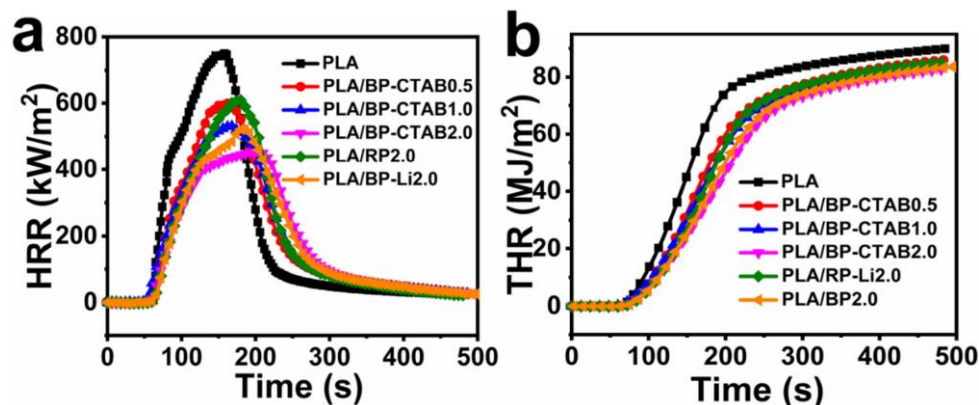 a
800
600
400
200
0
HRR (kW/m²)
PLA
PLA/BP-CTAB0.5
PLA/BP-CTAB1.0
PLA/BP-CTAB2.0
PLA/RP2.0
PLA/BP-Li2.0
0 100 200 300 400 500
Time (s)
b
80
60
40
20
0
THR (MJ/m²)
PLA
PLA/BP-CTAB0.5
PLA/BP-CTAB1.0
PLA/BP-CTAB2.0
PLA/RP-Li2.0
PLA/BP2.0
0 100 200 300 400 500
Time (s)